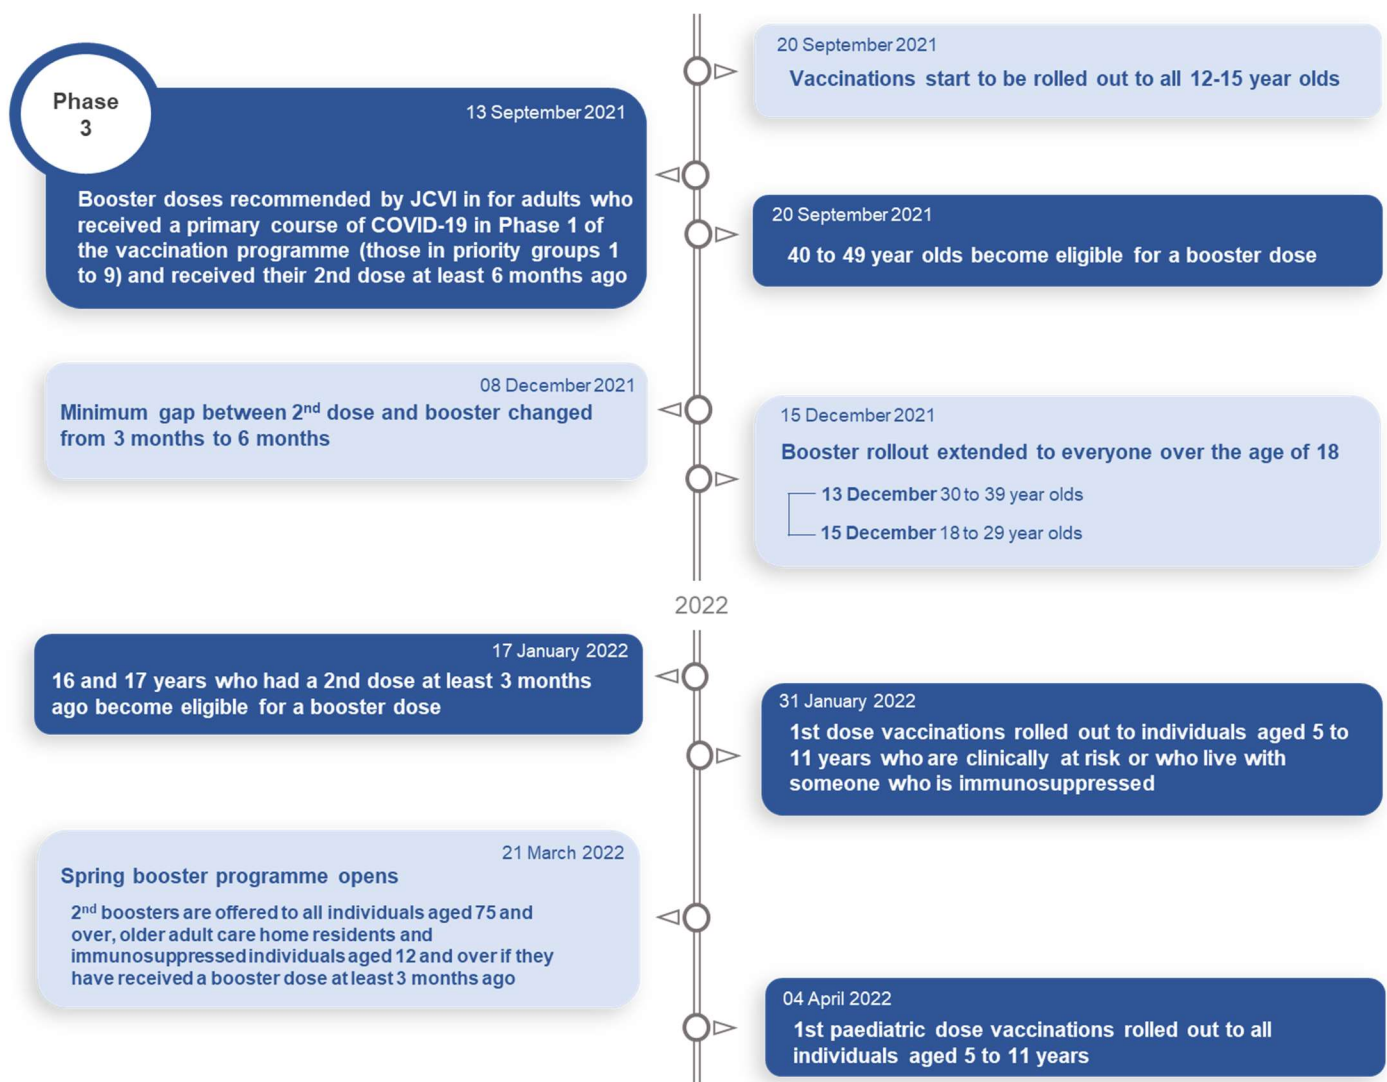 20 September 2021
Vaccinations start to be rolled out to all 12-15 year olds
Phase
3
13 September 2021
Booster doses recommended by JCVI in for adults who
received a primary course of COVID-19 in Phase 1 of
the vaccination programme (those in priority groups 1
to 9) and received their 2nd dose at least 6 months ago
20 September 2021
40 to 49 year olds become eligible for a booster dose
08 December 2021
Minimum gap between 2nd dose and booster changed
from 3 months to 6 months
15 December 2021
Booster rollout extended to everyone over the age of 18
13 December 30 to 39 year olds
15 December 18 to 29 year olds
2022
17 January 2022
16 and 17 years who had a 2nd dose at least 3 months
ago become eligible for a booster dose
31 January 2022
1st dose vaccinations rolled out to individuals aged 5 to
11 years who are clinically at risk or who live with
someone who is immunosuppressed
21 March 2022
Spring booster programme opens
2nd boosters are offered to all individuals aged 75 and
over, older adult care home residents and
immunosuppressed individuals aged 12 and over if they
have received a booster dose at least 3 months ago
04 April 2022
1st paediatric dose vaccinations rolled out to all
individuals aged 5 to 11 years